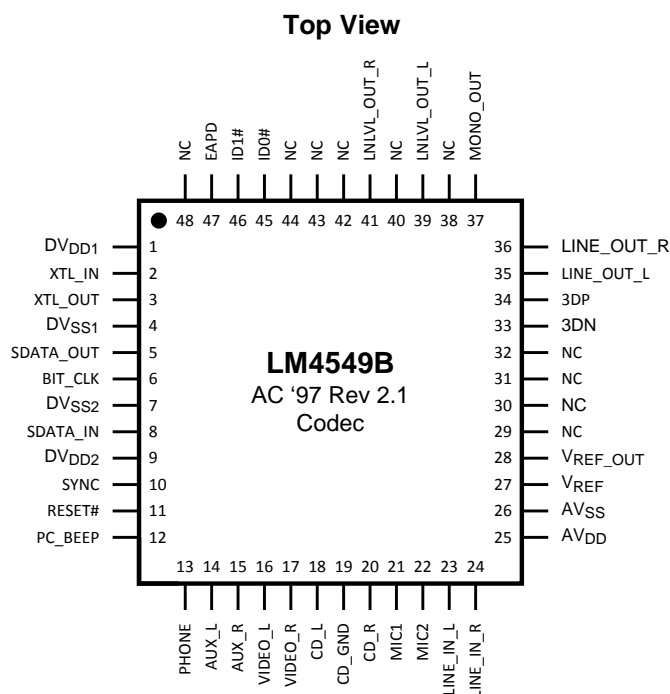 Top View
NC
EAPD
ID1#
ID0#
NC
NC
NC
LNLVL_OUT_R
NC
LNLVL_OUT_L
NC
MONO_OUT
48 47 46 45 44 43 42 41 40 39 38 37
DVDD1 1
XTL_IN 2
XTL_OUT 3
DVSS1 4
SDATA_OUT 5
BIT_CLK 6
DVSS2 7
SDATA_IN 8
DVDD2 9
SYNC 10
RESET# 11
PC_BEEP 12
LM4549B
AC ‘97 Rev 2.1
Codec
36 LINE_OUT_R
35 LINE_OUT_L
34 3DP
33 3DN
32 NC
31 NC
30 NC
29 NC
28 VREF_OUT
27 VREF
26 AVSS
25 AVDD
13 14 15 16 17 18 19 20 21 22 23 24
PHONE
AUX_L
AUX_R
VIDEO_L
VIDEO_R
CD_L
CD_GND
CD_R
MIC1
MIC2
LINE_IN_L
LINE_IN_R